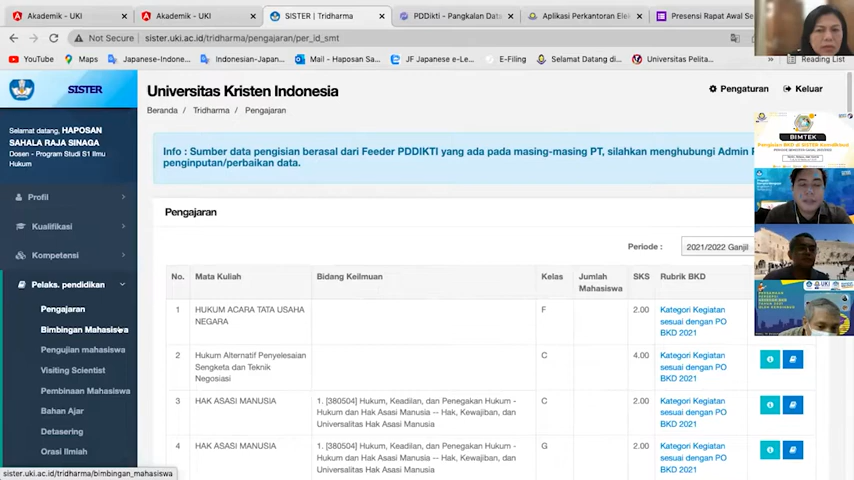 Akademik - UKI
Akademik - UKI
SISTER | Tridharma
PDDikti - Pangkalan Data
Aplikasi Perkantoran Elek
Presensi Rapat Awal Se
Not Secure
sister.uki.ac.id/tridharma/pengajaran/per_id_smt
YouTube
Maps
Japanese-Indone...
Indonesian-Japan...
Mail - Haposan Sa...
JF Japanese e-Le...
E-Filing
Selamat Datang di...
Universitas Pelita...
Reading List
SISTER
Universitas Kristen Indonesia
Pengaturan
Keluar
Beranda / Tridharma / Pengajaran
Selamat datang, HAPOSAN
SAHALA RAJA SINAGA
Dosen - Program Studi S1 Ilmu
Hukum
Info : Sumber data pengisian berasal dari Feeder PDDIKTI yang ada pada masing-masing PT, silahkan menghubungi Admin P
penginputan/perbaikan data.
BIMTEK
Pengisian BKD di SISTER Kemdikbud
Profil
Kualifikasi
Kompetensi
Pelaks. pendidikan
Pengajaran
Bimbingan Mahasiswa
Pengujian mahasiswa
Visiting Scientist
Pembinaan Mahasiswa
Bahan Ajar
Detasering
Orasi Ilmiah
Pengajaran
Periode :
2021/2022 Ganjil
No.
Mata Kuliah
Bidang Keilmuan
Kelas
Jumlah
Mahasiswa
SKS
Rubrik BKD
1
HUKUM ACARA TATA USAHA
NEGARA
F
2.00
Kategori Kegiatan
sesuai dengan PO
BKD 2021
2
Hukum Alternatif Penyelesaian
Sengketa dan Teknik
Negosiasi
C
4.00
Kategori Kegiatan
sesuai dengan PO
BKD 2021
3
HAK ASASI MANUSIA
1. [380504] Hukum, Keadilan, dan Penegakan Hukum -
Hukum dan Hak Asasi Manusia -- Hak, Kewajiban, dan
Universalitas Hak Asasi Manusia
C
2.00
Kategori Kegiatan
sesuai dengan PO
BKD 2021
4
HAK ASASI MANUSIA
1. [380504] Hukum, Keadilan, dan Penegakan Hukum -
Hukum dan Hak Asasi Manusia -- Hak, Kewajiban, dan
Universalitas Hak Asasi Manusia
G
2.00
Kategori Kegiatan
sesuai dengan PO
BKD 2021
sister.uki.ac.id/tridharma/bimbingan_mahasiswa